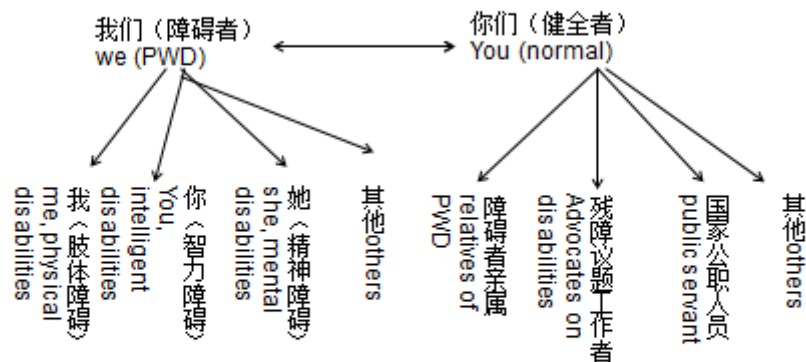 我们（障碍者）
we (PWD)
你们（健全者）
You (normal)
我（肢体障碍）
me, physical
disabilities
你（智力障碍）
You,
intelligent
disabilities
她（精神障碍）
she, mental
disabilities
其他others
障碍者亲属
relatives of
PWD
残障议题工作者
Advocates on
disabilities
国家公职人员
public servant
其他others